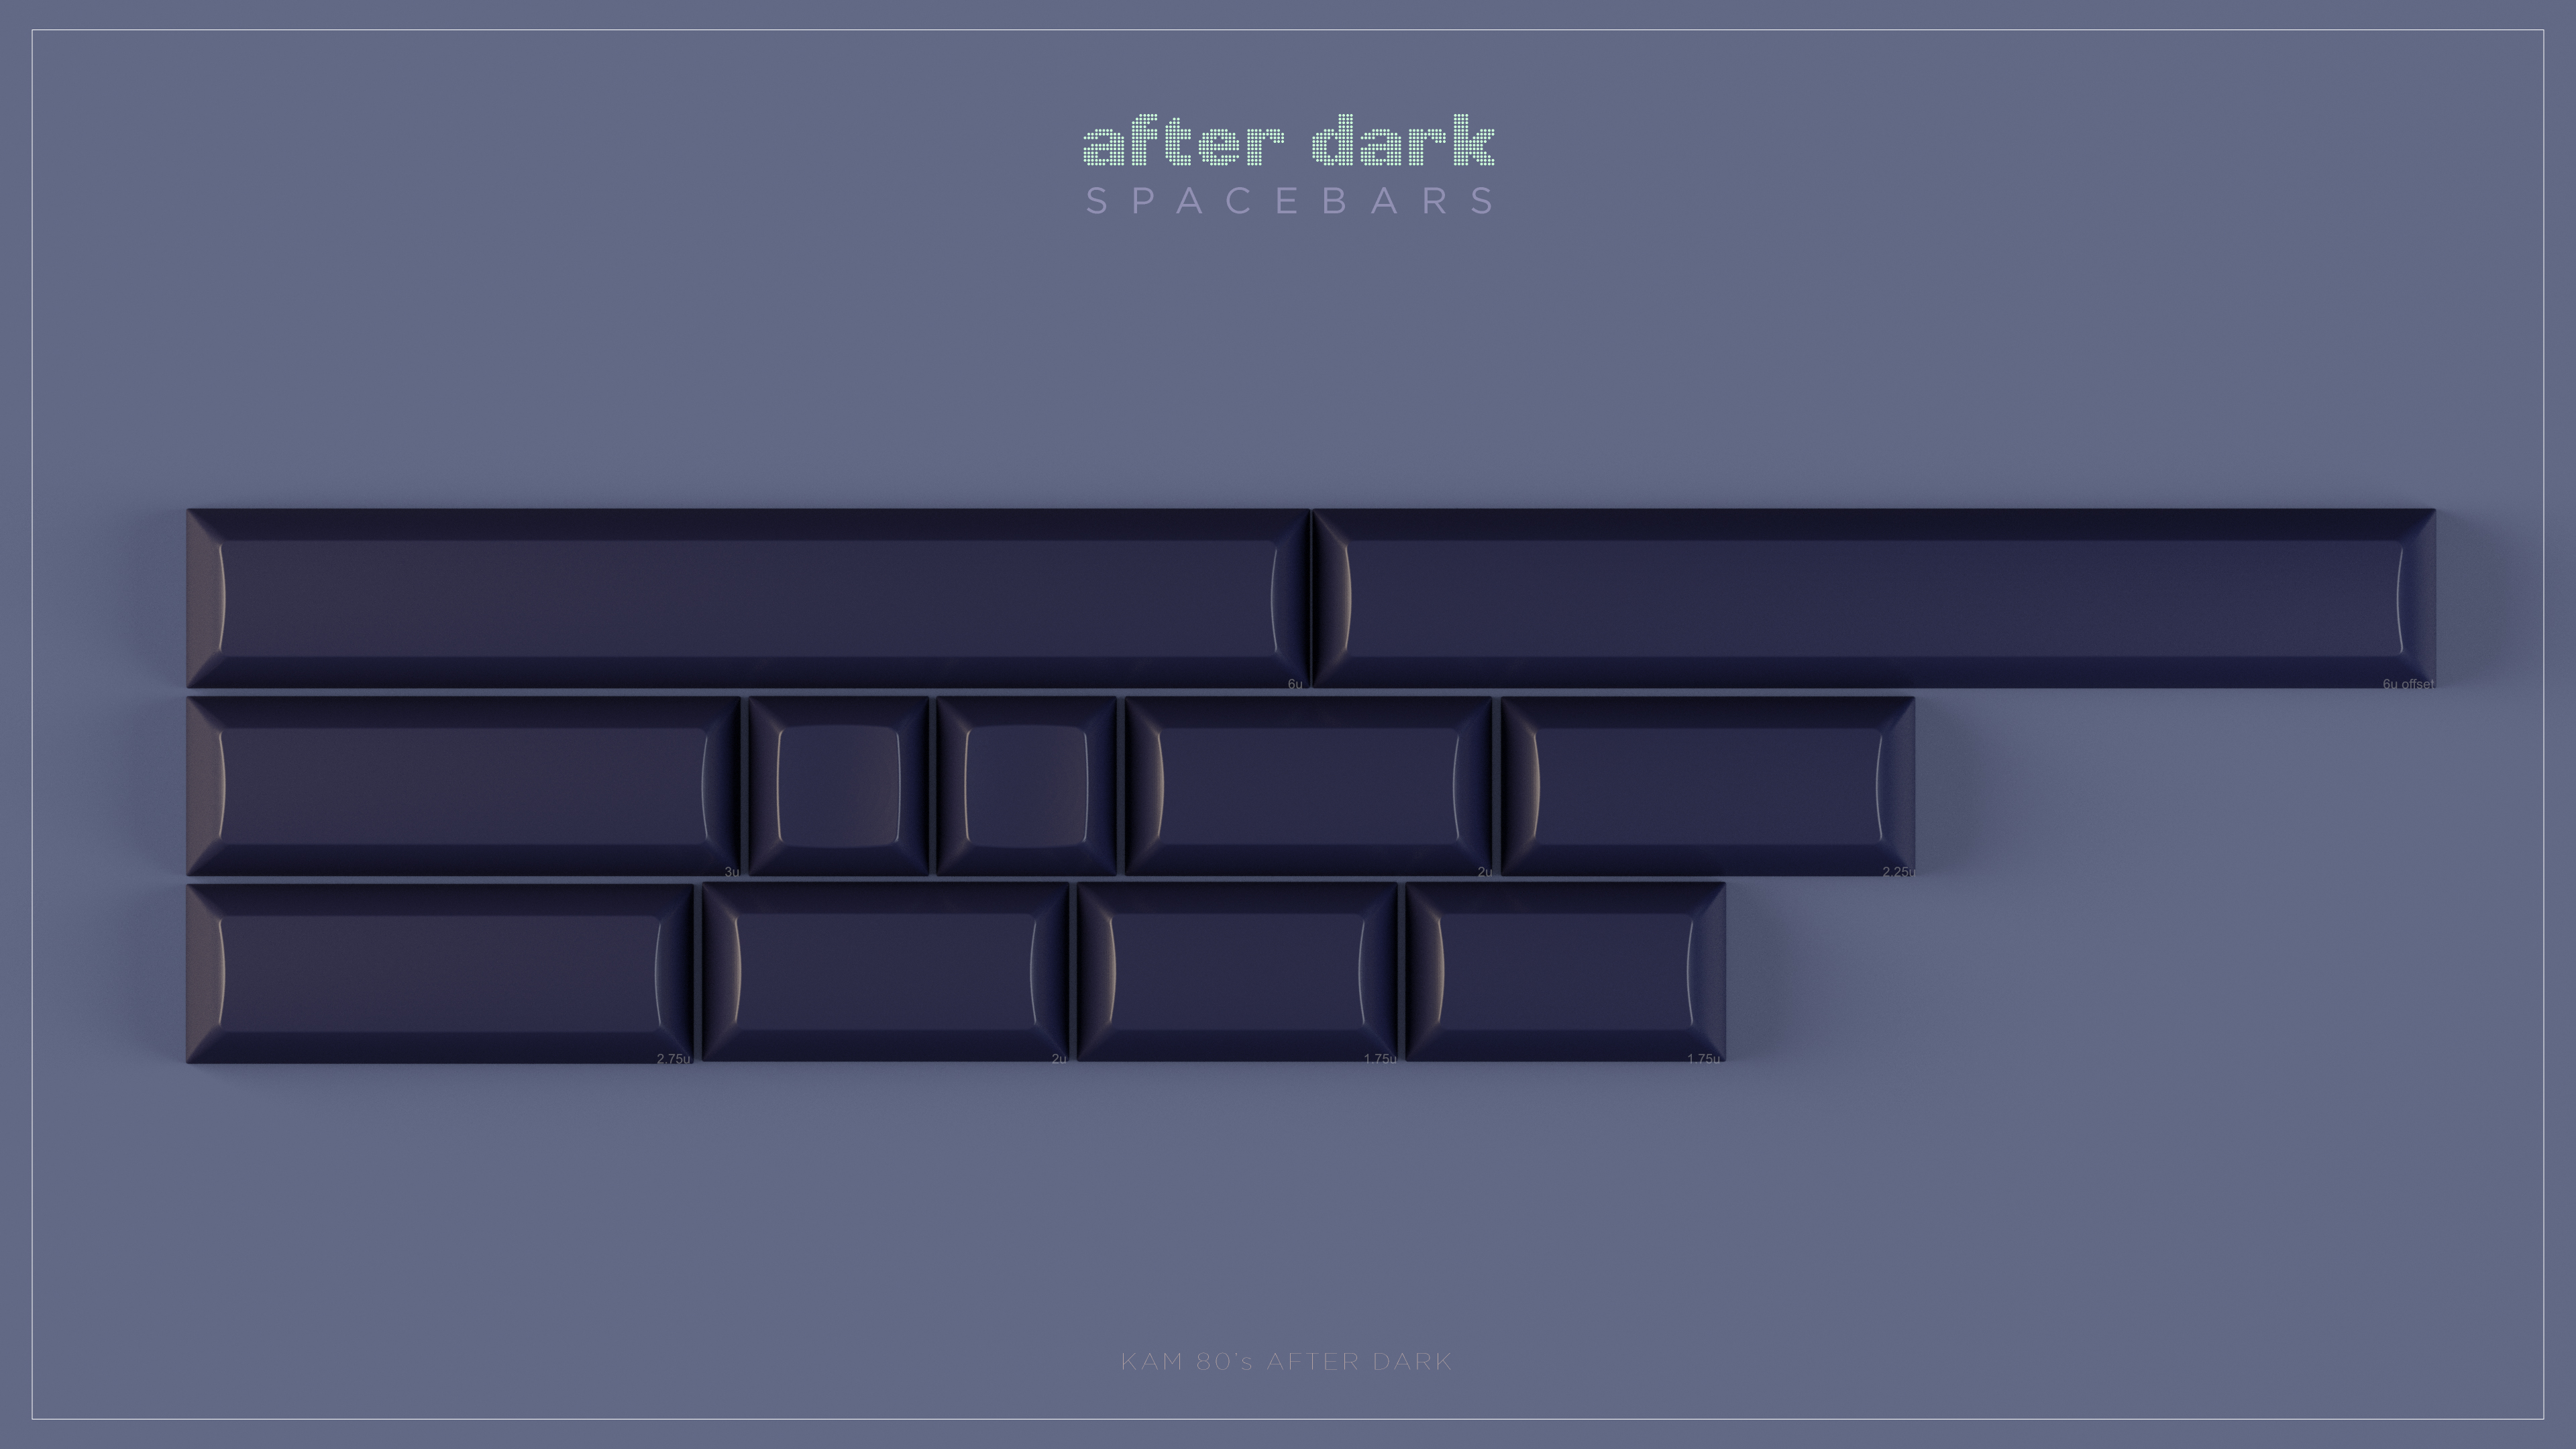 after dark
SPACEBARS
6u
6u offset
3u
2u
2.25u
2.75u
2u
1.75u
1.75u
KAM 80's AFTER DARK